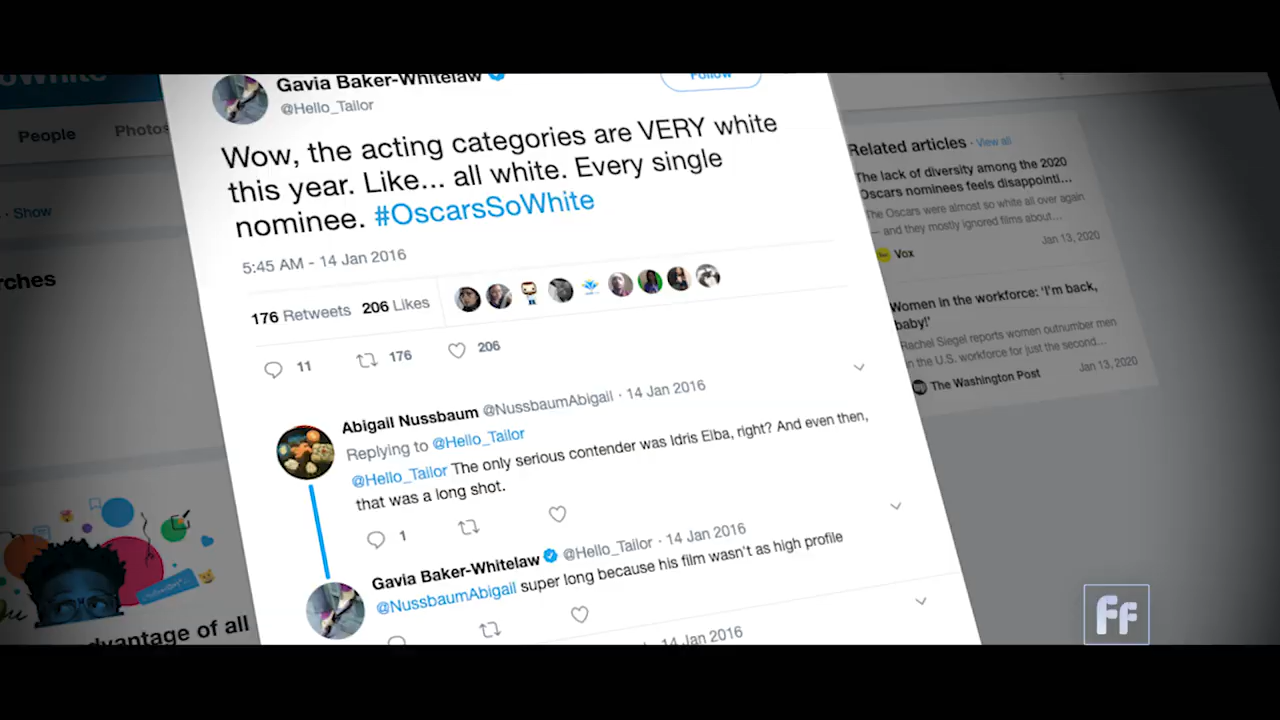 People
Photos
· Show
Gavia Baker-Whitelaw
@Hello_Tailor
Follow
Wow, the acting categories are VERY white
this year. Like... all white. Every single
nominee. #OscarsSoWhite
5:45 AM - 14 Jan 2016
176 Retweets 206 Likes
11 176 206
Abigail Nussbaum @NussbaumAbigail · 14 Jan 2016
Replying to @Hello_Tailor
@Hello_Tailor The only serious contender was Idris Elba, right? And even then,
that was a long shot.
1
Gavia Baker-Whitelaw @Hello_Tailor · 14 Jan 2016
@NussbaumAbigail super long because his film wasn't as high profile
14 Jan 2016
Related articles · View all
The lack of diversity among the 2020
Oscars nominees feels disappointi...
The Oscars were almost so white all over again
— and they mostly ignored films about...
Vox
Jan 13, 2020
Women in the workforce: 'I'm back,
baby!'
Rachel Siegel reports women outnumber men
in the U.S. workforce for just the second...
wp The Washington Post
Jan 13, 2020
of all
FF